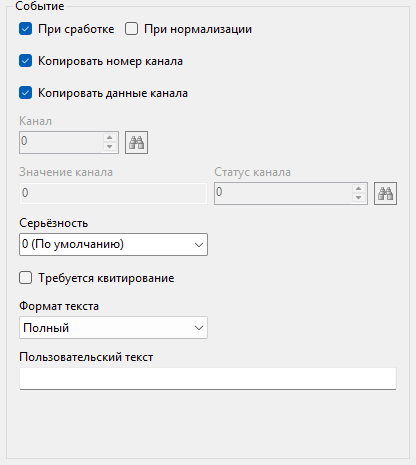 Событие
При сработке При нормализации
Копировать номер канала
Копировать данные канала
Канал
0
Значение канала Статус канала
0 0
Серьёзность
0 (По умолчанию)
Требуется квитирование
Формат текста
Полный
Пользовательский текст